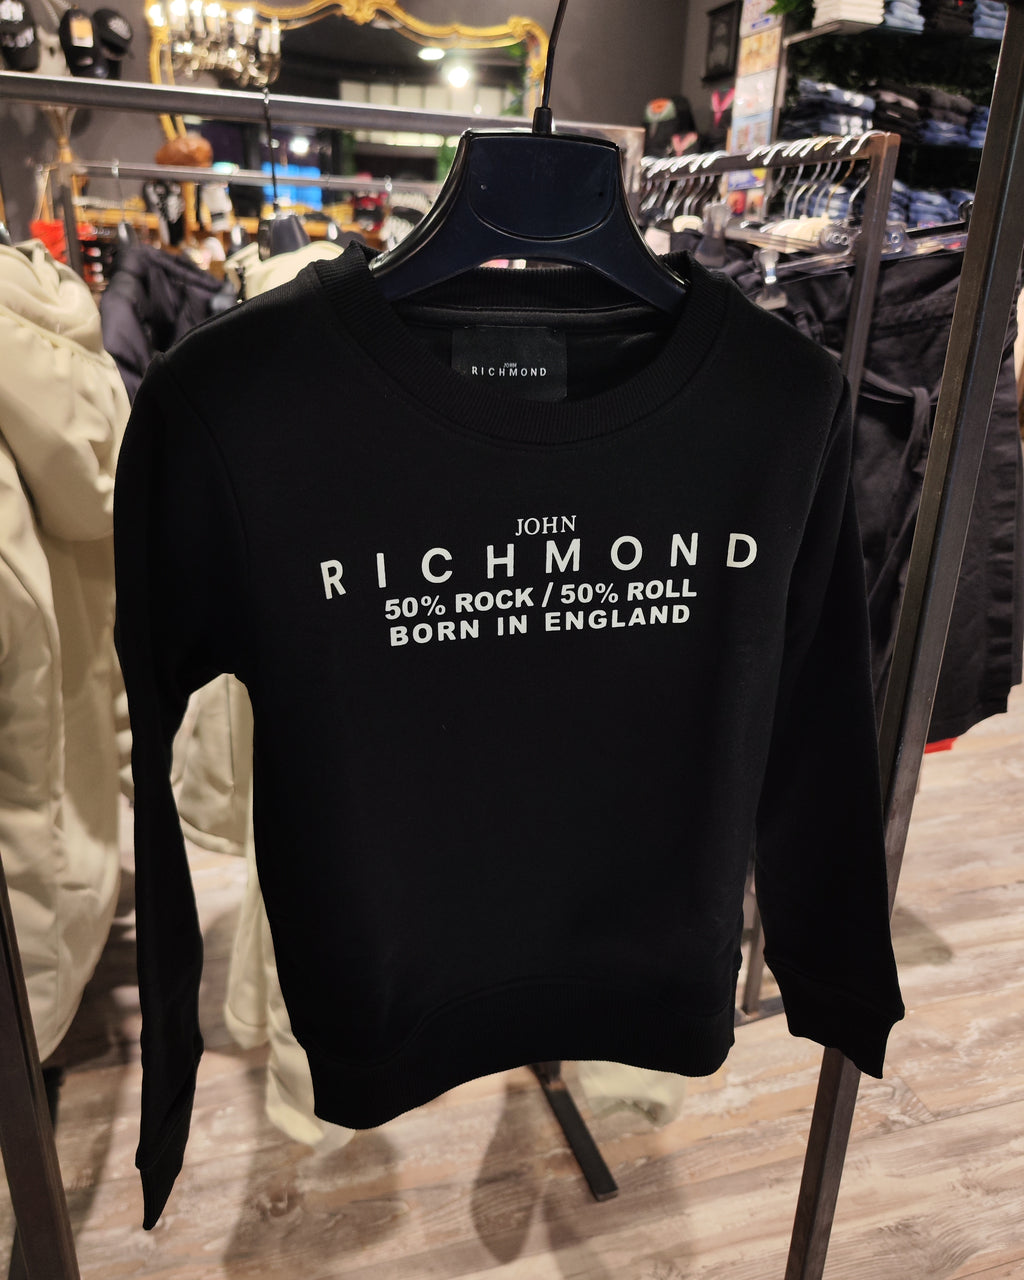 JOHN
RICHMOND
JOHN
RICHMOND
50% ROCK / 50% ROLL
BORN IN ENGLAND